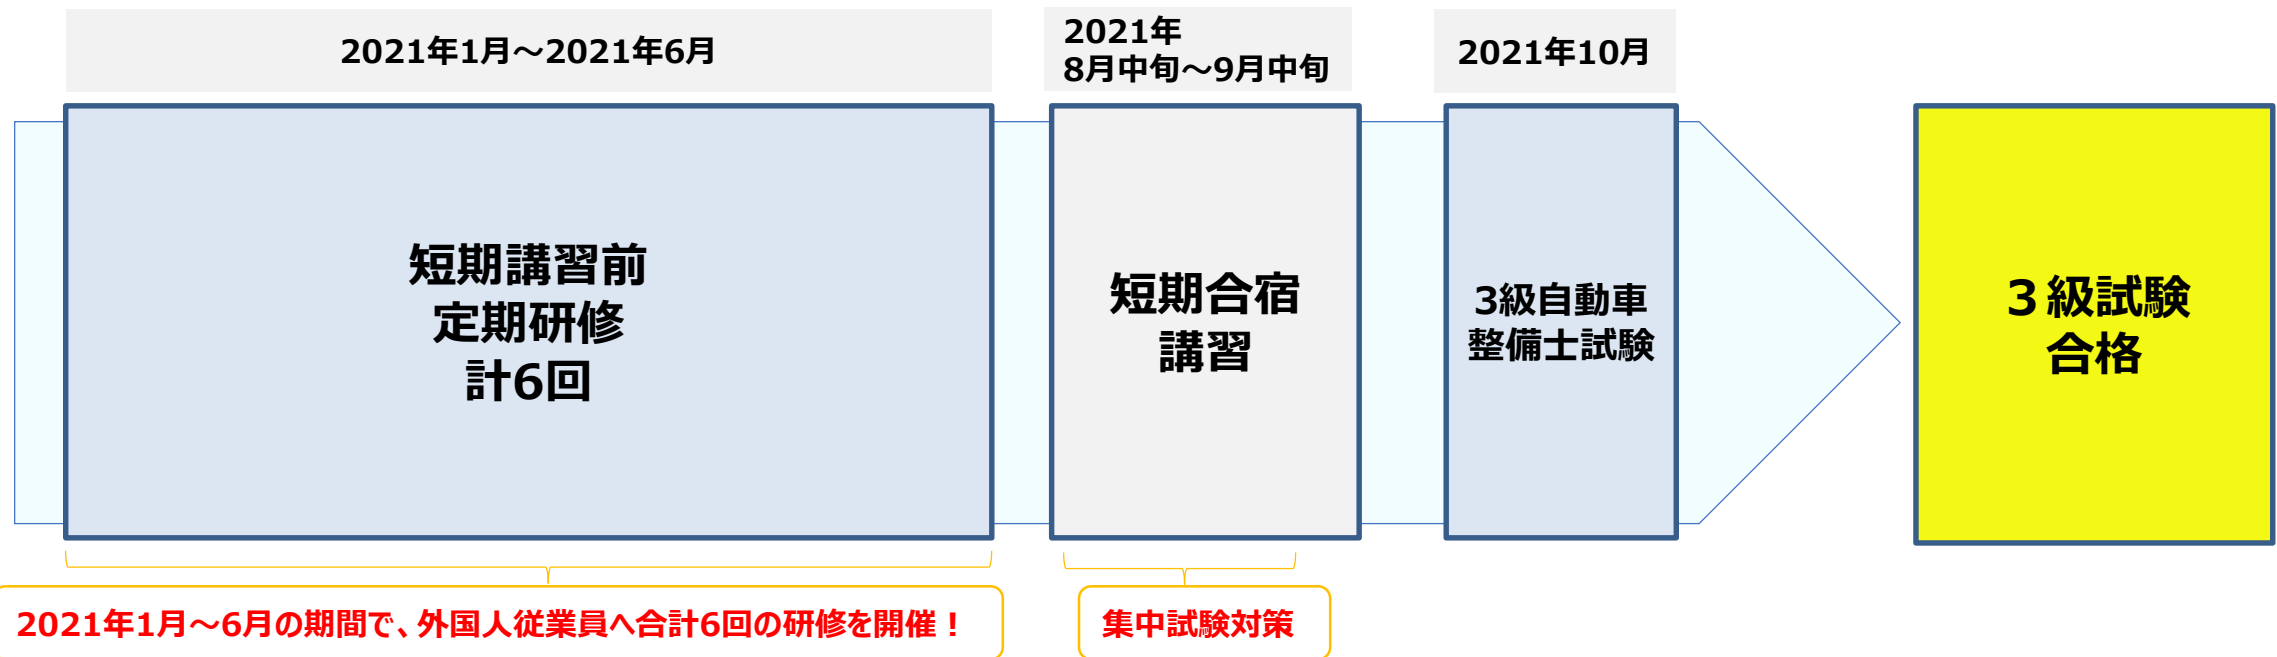 2021年1月～2021年6月
2021年
8月中旬～9月中旬
2021年10月
短期講習前
定期研修
計6回
短期合宿
講習
3級自動車
整備士試験
３級試験
合格
2021年1月～6月の期間で、外国人従業員へ合計6回の研修を開催！
集中試験対策